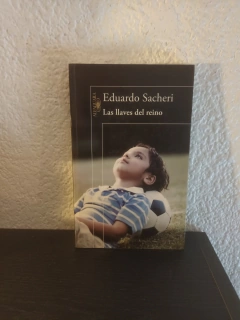 Eduardo Sacheri
Las llaves del reino